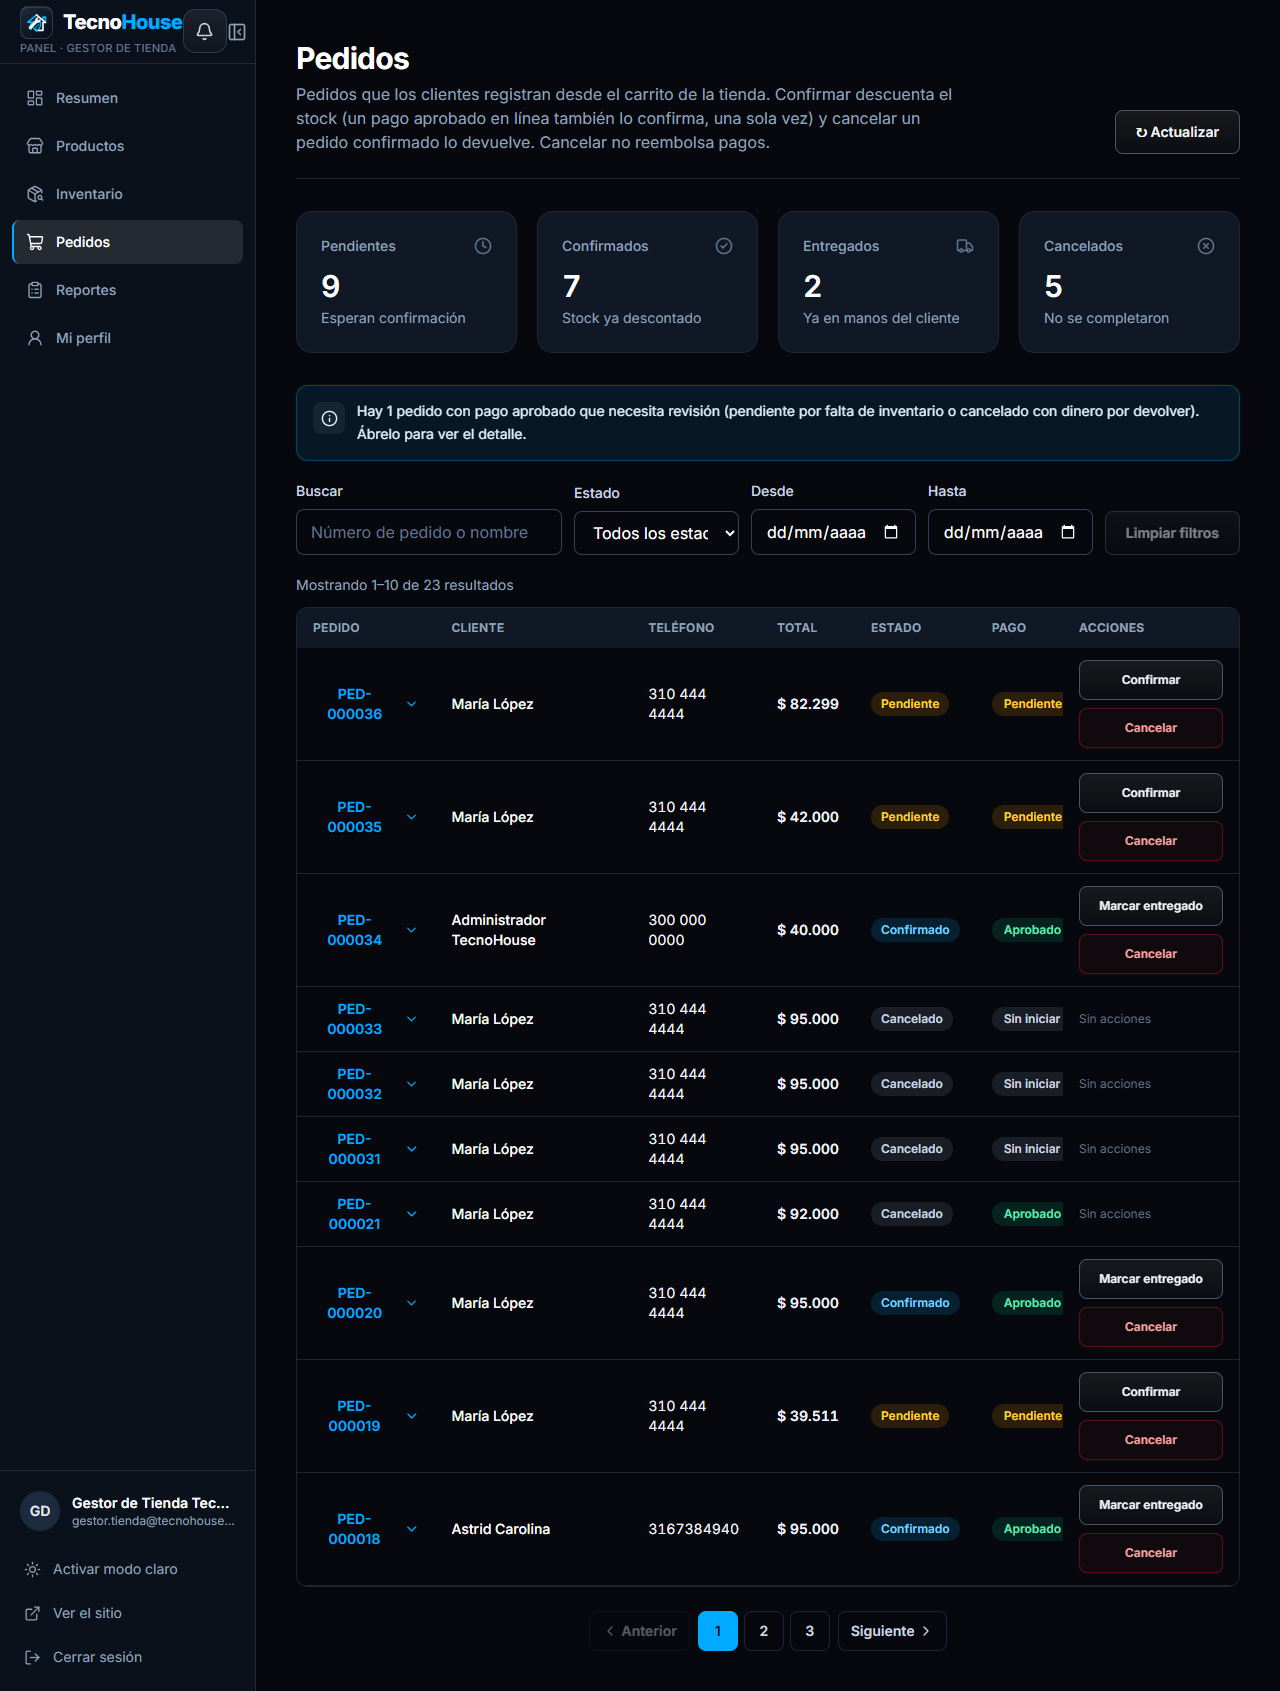 TecnoHouse
PANEL · GESTOR DE TIENDA
Resumen
Productos
Inventario
Pedidos
Reportes
Mi perfil
GD
Gestor de Tienda Tec...
gestor.tienda@tecnohouse...
Activar modo claro
Ver el sitio
Cerrar sesión
Pedidos
Pedidos que los clientes registran desde el carrito de la tienda. Confirmar descuenta el
stock (un pago aprobado en línea también lo confirma, una sola vez) y cancelar un
pedido confirmado lo devuelve. Cancelar no reembolsa pagos.
↻ Actualizar
Pendientes
9
Esperan confirmación
Confirmados
7
Stock ya descontado
Entregados
2
Ya en manos del cliente
Cancelados
5
No se completaron
Hay 1 pedido con pago aprobado que necesita revisión (pendiente por falta de inventario o cancelado con dinero por devolver).
Ábrelo para ver el detalle.
Buscar
Número de pedido o nombre
Estado
Todos los estac
Desde
dd/mm/aaaa
Hasta
dd/mm/aaaa
Limpiar filtros
Mostrando 1–10 de 23 resultados
PEDIDO CLIENTE TELÉFONO TOTAL ESTADO PAGO ACCIONES
PED-
000036
María López
310 444
4444
$ 82.299
Pendiente
Pendiente
Confirmar
Cancelar
PED-
000035
María López
310 444
4444
$ 42.000
Pendiente
Pendiente
Confirmar
Cancelar
PED-
000034
Administrador
TecnoHouse
300 000
0000
$ 40.000
Confirmado
Aprobado
Marcar entregado
Cancelar
PED-
000033
María López
310 444
4444
$ 95.000
Cancelado
Sin iniciar
Sin acciones
PED-
000032
María López
310 444
4444
$ 95.000
Cancelado
Sin iniciar
Sin acciones
PED-
000031
María López
310 444
4444
$ 95.000
Cancelado
Sin iniciar
Sin acciones
PED-
000021
María López
310 444
4444
$ 92.000
Cancelado
Aprobado
Sin acciones
PED-
000020
María López
310 444
4444
$ 95.000
Confirmado
Aprobado
Marcar entregado
Cancelar
PED-
000019
María López
310 444
4444
$ 39.511
Pendiente
Pendiente
Confirmar
Cancelar
PED-
000018
Astrid Carolina
3167384940
$ 95.000
Confirmado
Aprobado
Marcar entregado
Cancelar
Anterior 1 2 3 Siguiente